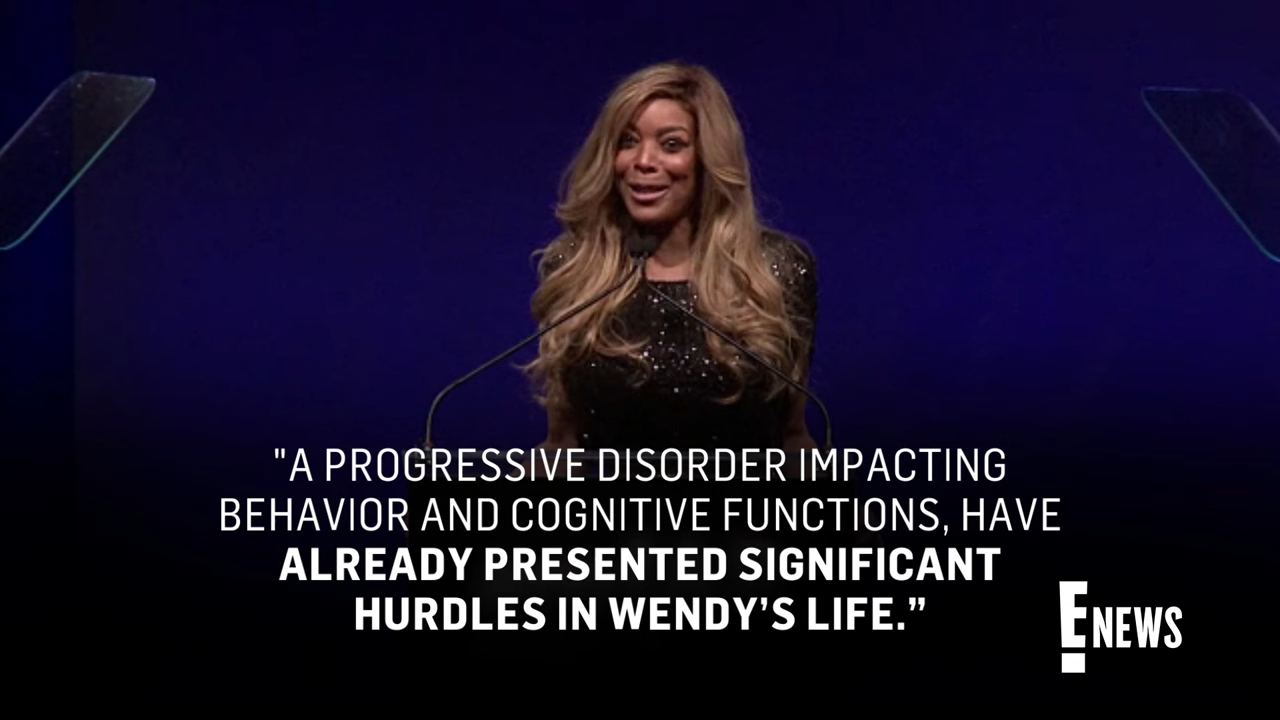 "A PROGRESSIVE DISORDER IMPACTING
BEHAVIOR AND COGNITIVE FUNCTIONS, HAVE
ALREADY PRESENTED SIGNIFICANT
HURDLES IN WENDY’S LIFE.”
E! NEWS